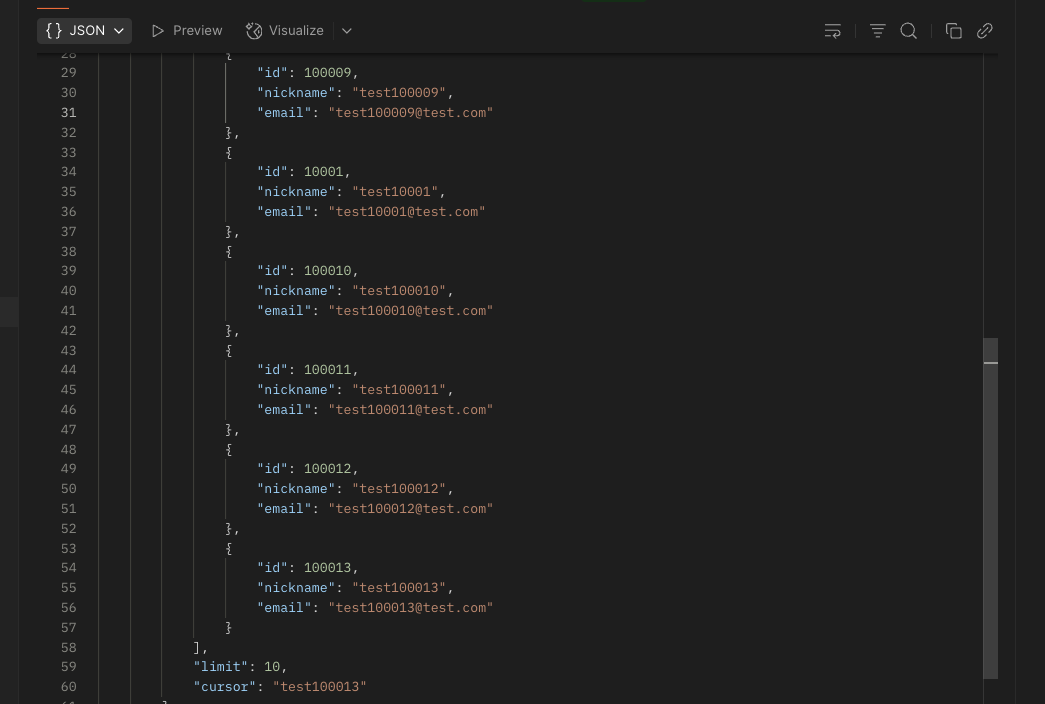 {} JSON Preview Visualize
28 {
29 "id": 100009,
30 "nickname": "test100009",
31 "email": "test100009@test.com"
32 },
33 {
34 "id": 10001,
35 "nickname": "test10001",
36 "email": "test10001@test.com"
37 },
38 {
39 "id": 100010,
40 "nickname": "test100010",
41 "email": "test100010@test.com"
42 },
43 {
44 "id": 100011,
45 "nickname": "test100011",
46 "email": "test100011@test.com"
47 },
48 {
49 "id": 100012,
50 "nickname": "test100012",
51 "email": "test100012@test.com"
52 },
53 {
54 "id": 100013,
55 "nickname": "test100013",
56 "email": "test100013@test.com"
57 }
58 ],
59 "limit": 10,
60 "cursor": "test100013"